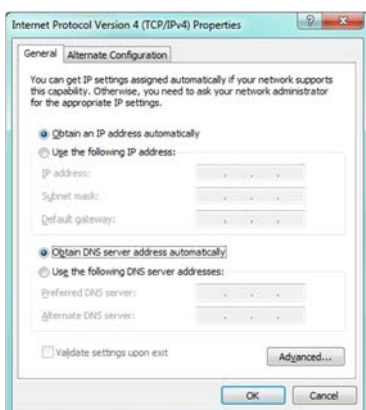 Internet Protocol Version 4 (TCP/IPv4) Properties
General
Alternate Configuration
You can get IP settings assigned automatically if your network supports
this capability. Otherwise, you need to ask your network administrator
for the appropriate IP settings.
Obtain an IP address automatically
Use the following IP address:
IP address:
Subnet mask:
Default gateway:
Obtain DNS server address automatically
Use the following DNS server addresses:
Preferred DNS server:
Alternate DNS server:
Validate settings upon exit
Advanced...
OK
Cancel